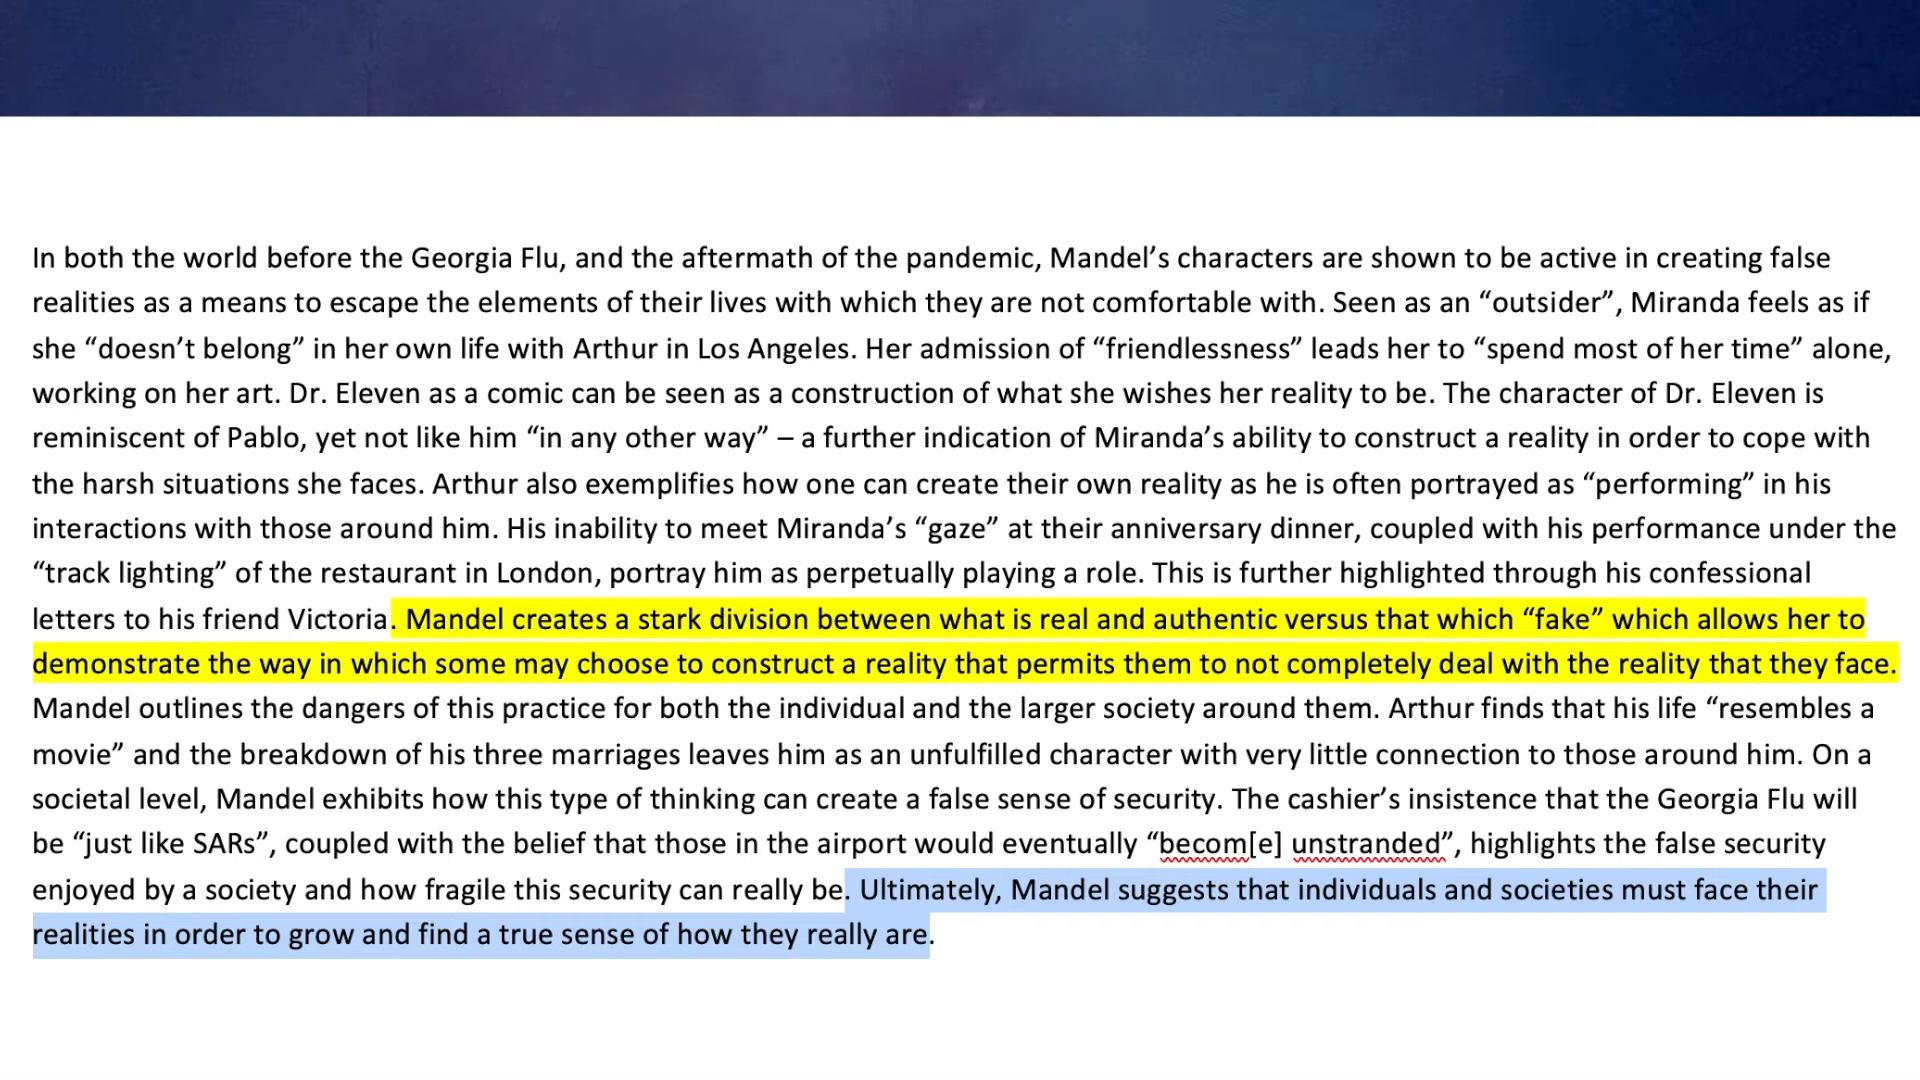 In both the world before the Georgia Flu, and the aftermath of the pandemic, Mandel’s characters are shown to be active in creating false
realities as a means to escape the elements of their lives with which they are not comfortable with. Seen as an “outsider”, Miranda feels as if
she “doesn’t belong” in her own life with Arthur in Los Angeles. Her admission of “friendlessness” leads her to “spend most of her time” alone,
working on her art. Dr. Eleven as a comic can be seen as a construction of what she wishes her reality to be. The character of Dr. Eleven is
reminiscent of Pablo, yet not like him “in any other way” – a further indication of Miranda’s ability to construct a reality in order to cope with
the harsh situations she faces. Arthur also exemplifies how one can create their own reality as he is often portrayed as “performing” in his
interactions with those around him. His inability to meet Miranda’s “gaze” at their anniversary dinner, coupled with his performance under the
“track lighting” of the restaurant in London, portray him as perpetually playing a role. This is further highlighted through his confessional
letters to his friend Victoria. Mandel creates a stark division between what is real and authentic versus that which “fake” which allows her to
demonstrate the way in which some may choose to construct a reality that permits them to not completely deal with the reality that they face.
Mandel outlines the dangers of this practice for both the individual and the larger society around them. Arthur finds that his life “resembles a
movie” and the breakdown of his three marriages leaves him as an unfulfilled character with very little connection to those around him. On a
societal level, Mandel exhibits how this type of thinking can create a false sense of security. The cashier’s insistence that the Georgia Flu will
be “just like SARs”, coupled with the belief that those in the airport would eventually “becom[e] unstranded”, highlights the false security
enjoyed by a society and how fragile this security can really be. Ultimately, Mandel suggests that individuals and societies must face their
realities in order to grow and find a true sense of how they really are.